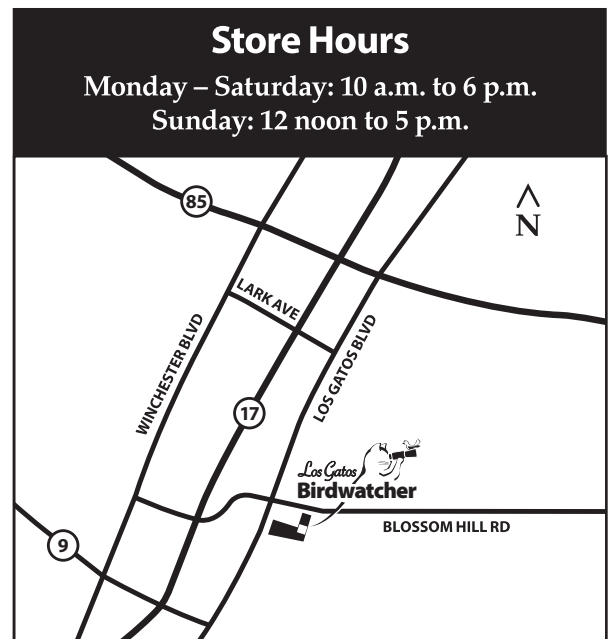 Store Hours
Monday – Saturday: 10 a.m. to 6 p.m.
Sunday: 12 noon to 5 p.m.
85
N
LARK AVE
WINCHESTER BLVD
LOS GATOS BLVD
17
Los Gatos
Birdwatcher
BLOSSOM HILL RD
9